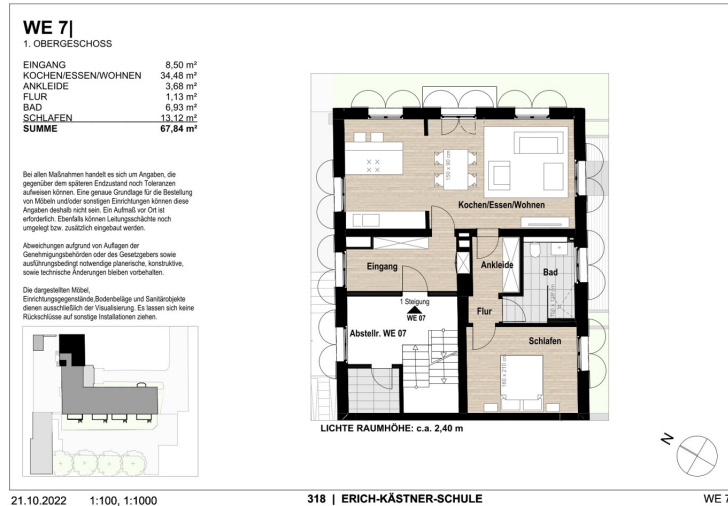 WE 7|
1. OBERGESCHOSS
EINGANG 8,50 m²
KOCHEN/ESSEN/WOHNEN 34,48 m²
ANKLEIDE 3,68 m²
FLUR 1,13 m²
BAD 6,93 m²
SCHLAFEN 13,12 m²
SUMME 67,84 m²
Bei allen Maßnahmen handelt es sich um Angaben, die
gegenüber dem späteren Endzustand noch Toleranzen
aufweisen können. Eine genaue Grundlage für die Bestellung
von Möbeln und/oder sonstigen Einrichtungen können diese
Angaben deshalb nicht sein. Ein Aufmaß vor Ort ist
erforderlich. Ebenfalls können Leitungsschächte noch
umgelegt bzw. zusätzlich eingebaut werden.
Abweichungen aufgrund von Auflagen der
Genehmigungsbehörden oder des Gesetzgebers sowie
ausführungsbedingt notwendige planerische, konstruktive,
sowie technische Änderungen bleiben vorbehalten.
Die dargestellten Möbel,
Einrichtungsgegenstände,Bodenbeläge und Sanitärobjekte
dienen ausschließlich der Visualisierung. Es lassen sich keine
Rückschlüsse auf sonstige Installationen ziehen.
150 x 90 cm
Kochen/Essen/Wohnen
Eingang
Ankleide
Bad
1 Steigung
WE 07
Flur
Abstellr. WE 07
Schlafen
180 x 210 cm
LICHTE RAUMHÖHE: c.a. 2,40 m
N
21.10.2022 1:100, 1:1000 318 | ERICH-KÄSTNER-SCHULE WE 7